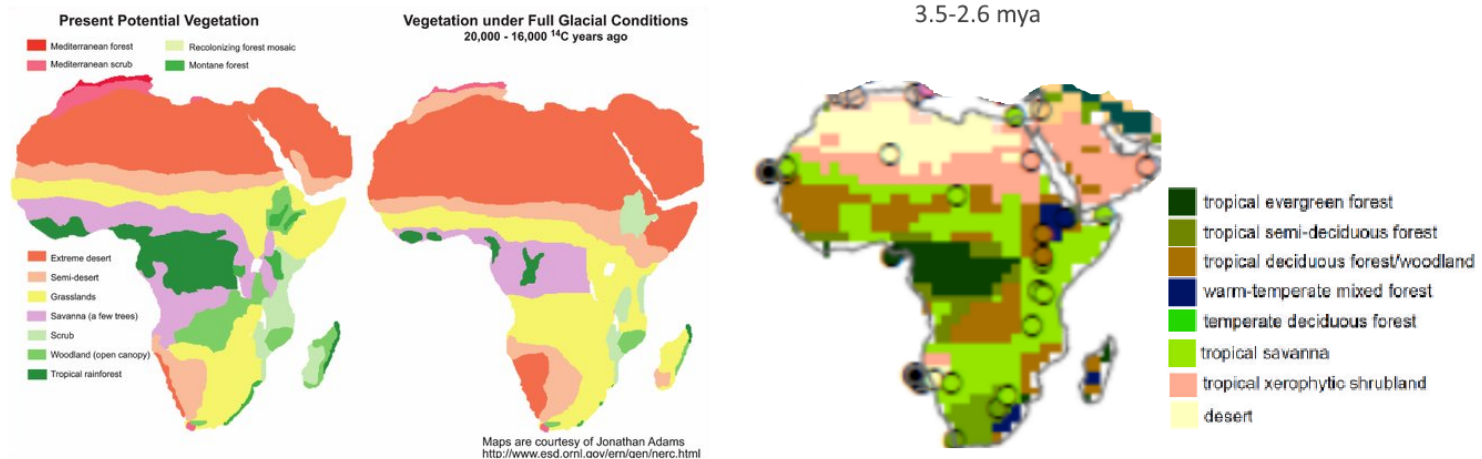 Present Potential Vegetation
Mediterranean forest
Mediterranean scrub
Recolonizing forest mosaic
Montane forest
Extreme desert
Semi-desert
Grasslands
Savanna (a few trees)
Scrub
Woodland (open canopy)
Tropical rainforest
Vegetation under Full Glacial Conditions
20,000 - 16,000 ¹⁴C years ago
Maps are courtesy of Jonathan Adams
http://www.esd.ornl.gov/ern/qen/nerc.html
3.5-2.6 mya
tropical evergreen forest
tropical semi-deciduous forest
tropical deciduous forest/woodland
warm-temperate mixed forest
temperate deciduous forest
tropical savanna
tropical xerophytic shrubland
desert